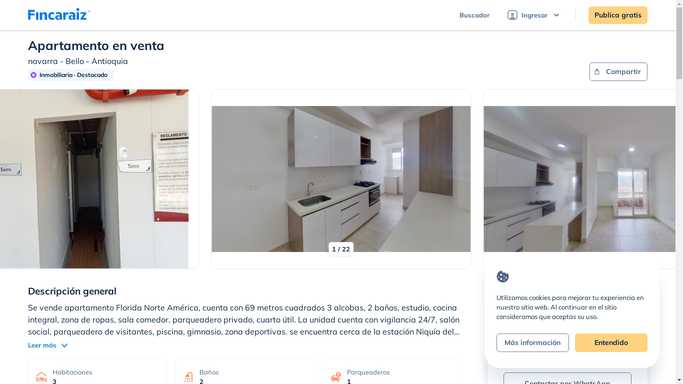 Fincaraiz
Buscador
Ingresar
Publica gratis
Apartamento en venta
navarra - Bello - Antioquia
Inmobiliaria - Destacado
Compartir
1 / 22
Descripción general
Se vende apartamento Florida Norte América, cuenta con 69 metros cuadrados 3 alcobas, 2 baños, estudio, cocina
integral, zona de ropas, sala comedor, parqueadero privado, cuarto útil. La unidad cuenta con vigilancia 24/7, salón
social, parqueadero de visitantes, piscina, gimnasio, zona deportivas. se encuentra cerca de la estación Niquía del...
Leer más
Habitaciones
3
Baños
2
Parqueaderos
1
Utilizamos cookies para mejorar tu experiencia en
nuestro sitio web. Al continuar en el sitio
consideramos que aceptas su uso.
Más información
Entendido
Contactar por WhatsApp